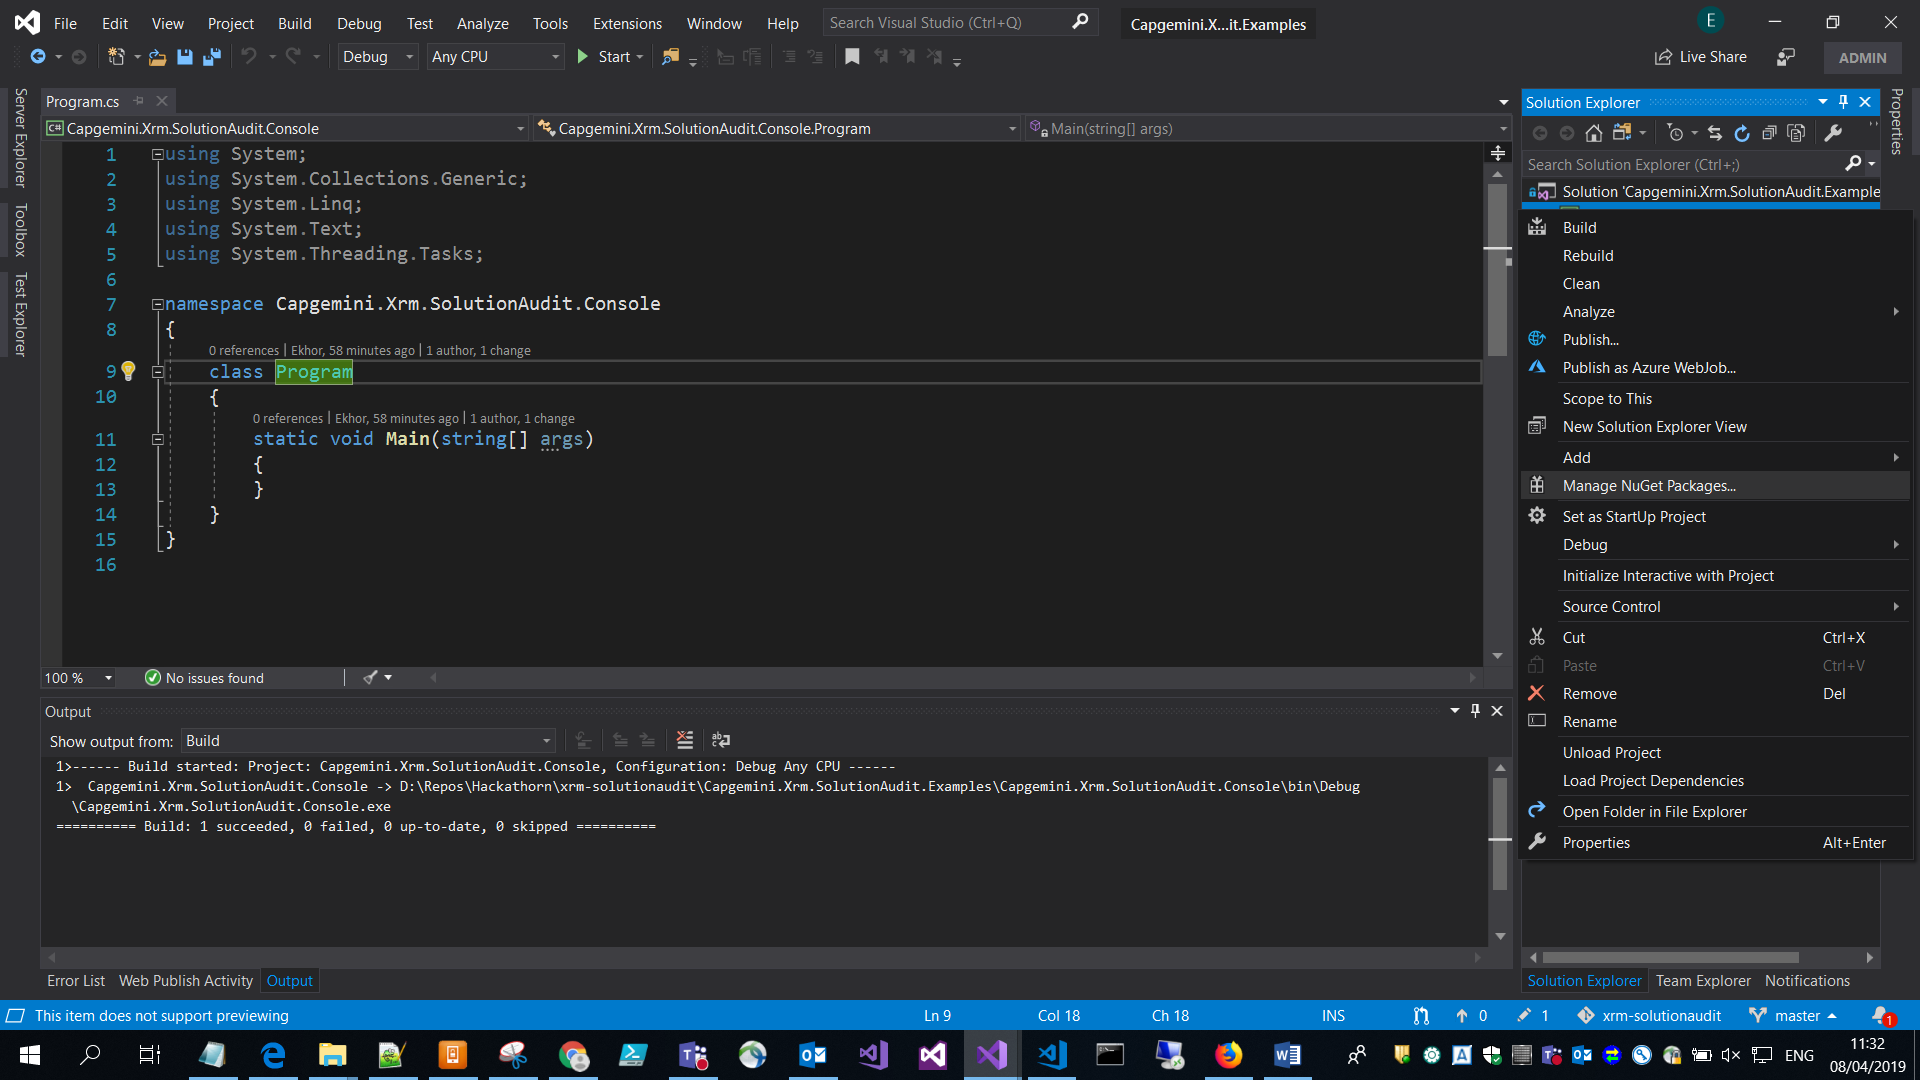 File Edit View Project Build Debug Test Analyze Tools Extensions Window Help Search Visual Studio (Ctrl+Q) Capgemini.X...it.Examples E
Debug Any CPU Start Live Share ADMIN
Server Explorer
Toolbox
Test Explorer
Program.cs
Capgemini.Xrm.SolutionAudit.Console Capgemini.Xrm.SolutionAudit.Console.Program Main(string[] args)
1 using System;
2 using System.Collections.Generic;
3 using System.Linq;
4 using System.Text;
5 using System.Threading.Tasks;
6
7 namespace Capgemini.Xrm.SolutionAudit.Console
8 {
0 references | Ekhor, 58 minutes ago | 1 author, 1 change
9 class Program
10 {
0 references | Ekhor, 58 minutes ago | 1 author, 1 change
11 static void Main(string[] args)
12 {
13 }
14 }
15 }
16
100 % No issues found
Output
Show output from: Build
1>------ Build started: Project: Capgemini.Xrm.SolutionAudit.Console, Configuration: Debug Any CPU ------
1> Capgemini.Xrm.SolutionAudit.Console -> D:\Repos\Hackathorn\xrm-solutionaudit\Capgemini.Xrm.SolutionAudit.Examples\Capgemini.Xrm.SolutionAudit.Console\bin\Debug
\Capgemini.Xrm.SolutionAudit.Console.exe
========== Build: 1 succeeded, 0 failed, 0 up-to-date, 0 skipped ==========
Error List Web Publish Activity Output
Solution Explorer
Properties
Search Solution Explorer (Ctrl+;)
Solution 'Capgemini.Xrm.SolutionAudit.Example
Build
Rebuild
Clean
Analyze
Publish...
Publish as Azure WebJob...
Scope to This
New Solution Explorer View
Add
Manage NuGet Packages...
Set as StartUp Project
Debug
Initialize Interactive with Project
Source Control
Cut Ctrl+X
Paste Ctrl+V
Remove Del
Rename
Unload Project
Load Project Dependencies
Open Folder in File Explorer
Properties Alt+Enter
Solution Explorer Team Explorer Notifications
This item does not support previewing Ln 9 Col 18 Ch 18 INS 0 1 xrm-solutionaudit master 1
ENG 11:32
08/04/2019